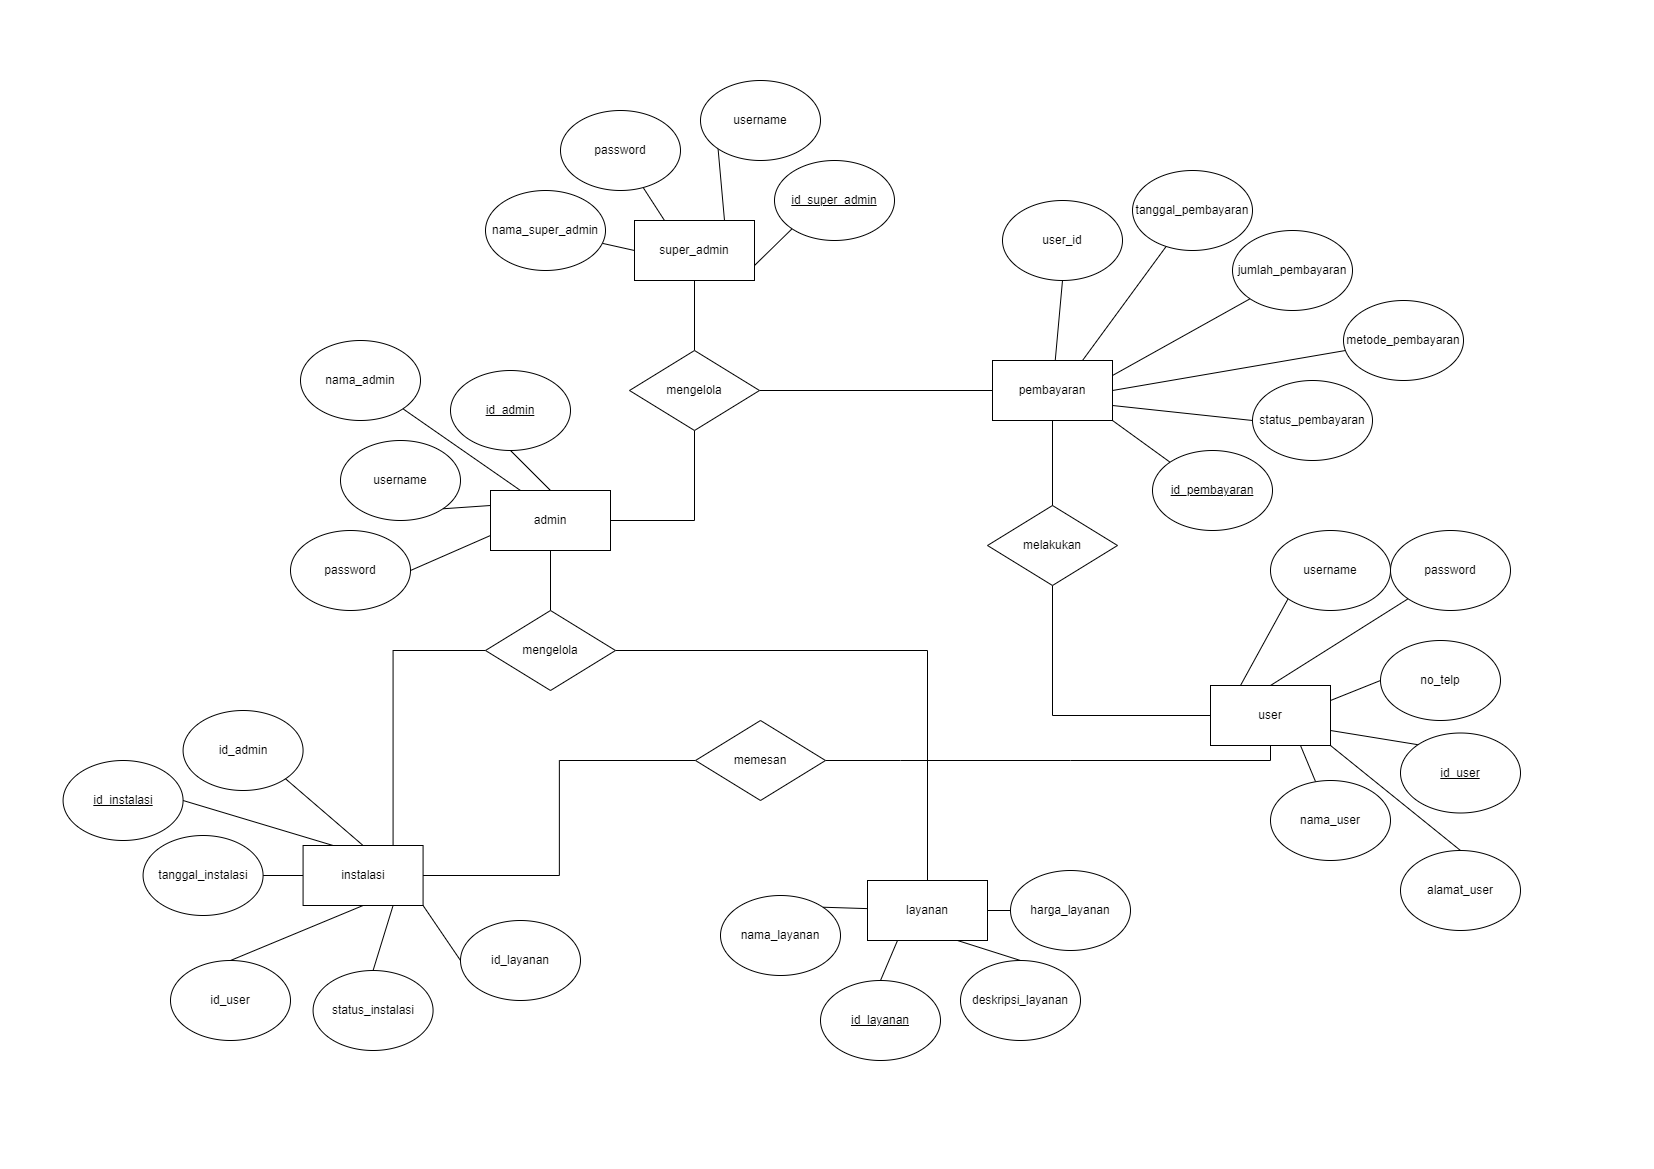 username
password
id_super_admin
nama_super_admin
super_admin
tanggal_pembayaran
user_id
jumlah_pembayaran
metode_pembayaran
nama_admin
mengelola
pembayaran
id_admin
status_pembayaran
username
id_pembayaran
admin
melakukan
password
username
password
mengelola
no_telp
user
id_admin
memesan
id_user
id_instalasi
nama_user
tanggal_instalasi
instalasi
alamat_user
layanan
harga_layanan
nama_layanan
id_layanan
id_user
status_instalasi
deskripsi_layanan
id_layanan